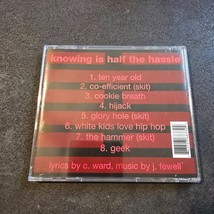 knowing is half the hassle
1. ten year old
2. co-efficient (skit)
3. cookie breath
4. hijack
5. glory hole (skit)
6. white kids love hip hop
7. the hammer (skit)
8. geek
lyrics by c. ward, music by j. fewell